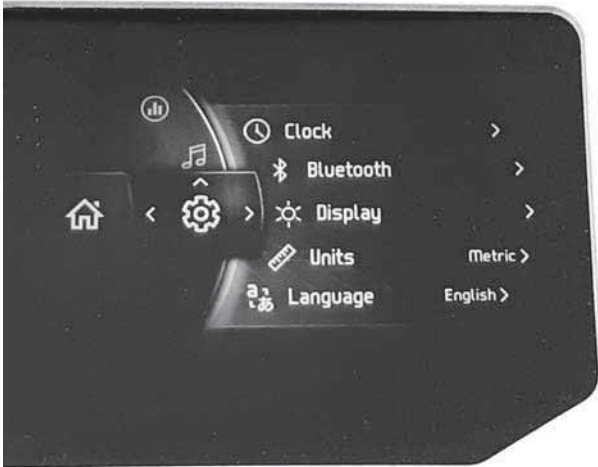 Clock
Bluetooth
Display
Units Metric
Language English